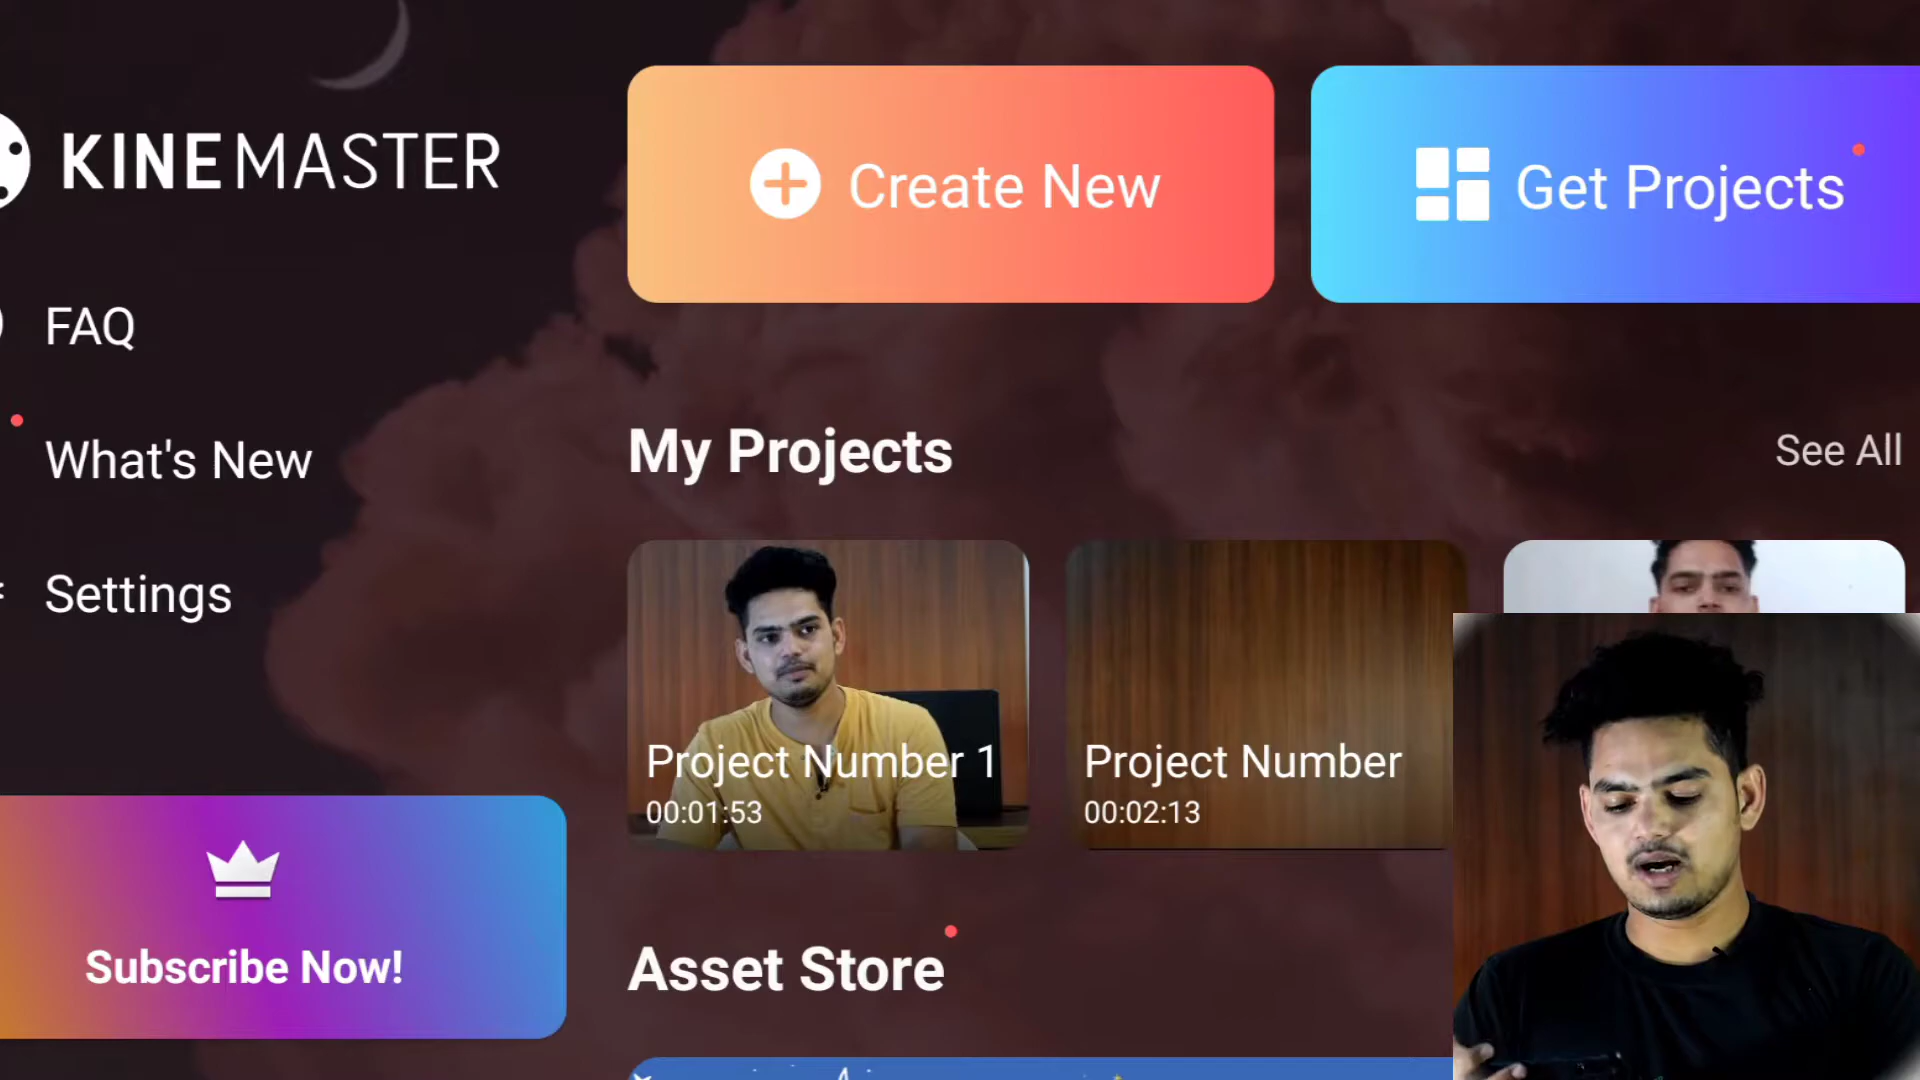 KINEMASTER
FAQ
What's New
Settings
Subscribe Now!
Create New
Get Projects
My Projects
See All
Project Number 1
00:01:53
Project Number
00:02:13
Asset Store